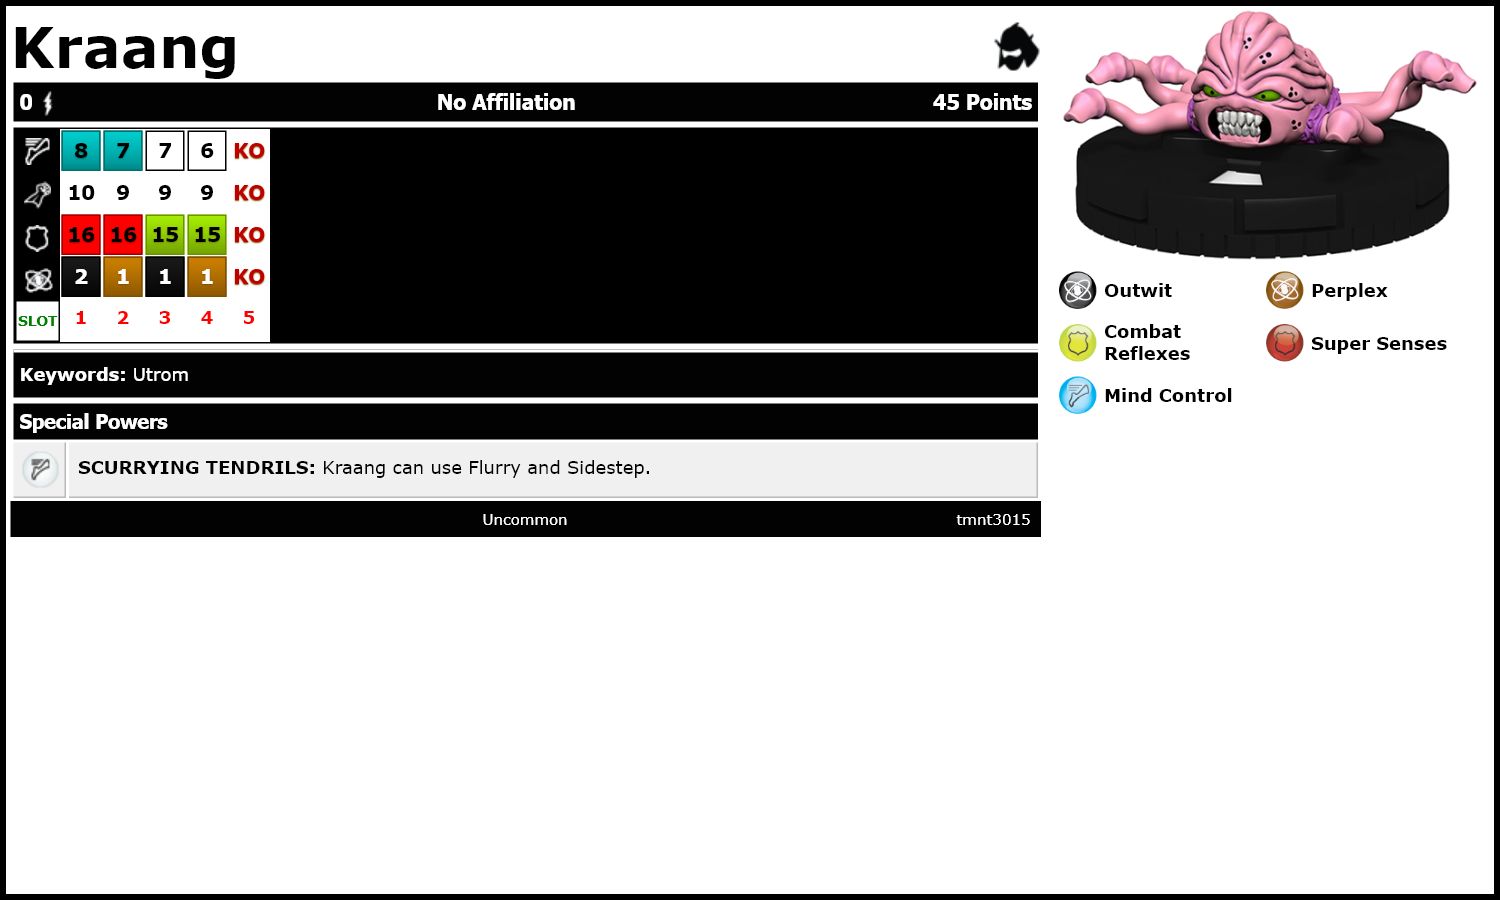 Kraang
0 No Affiliation 45 Points
8 7 7 6 KO
10 9 9 9 KO
16 16 15 15 KO
2 1 1 1 KO
SLOT 1 2 3 4 5
Keywords: Utrom
Special Powers
SCURRYING TENDRILS: Kraang can use Flurry and Sidestep.
Uncommon tmnt3015
Outwit Perplex
Combat
Reflexes
Super Senses
Mind Control